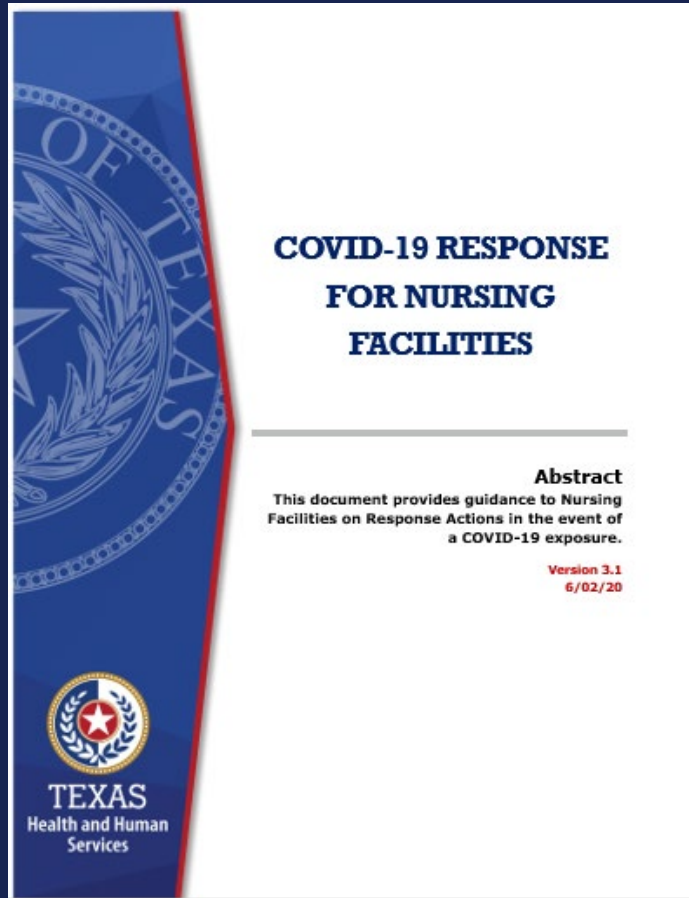 OF TEXAS
COVID-19 RESPONSE
FOR NURSING
FACILITIES
Abstract
This document provides guidance to Nursing
Facilities on Response Actions in the event of
a COVID-19 exposure.
Version 3.1
6/02/20
TEXAS
Health and Human
Services